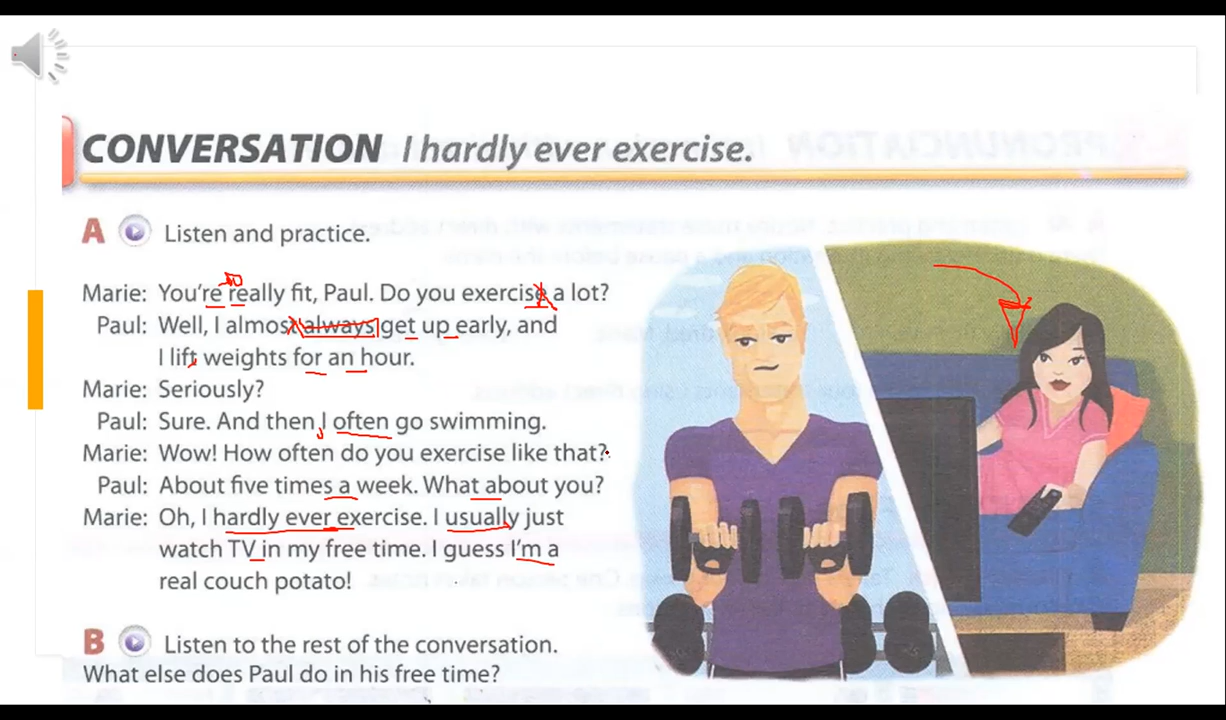 CONVERSATION I hardly ever exercise.
A Listen and practice.
Marie: You're really fit, Paul. Do you exercise a lot?
Paul: Well, I almost always get up early, and
I lift weights for an hour.
Marie: Seriously?
Paul: Sure. And then I often go swimming.
Marie: Wow! How often do you exercise like that?
Paul: About five times a week. What about you?
Marie: Oh, I hardly ever exercise. I usually just
watch TV in my free time. I guess I'm a
real couch potato!
B Listen to the rest of the conversation.
What else does Paul do in his free time?